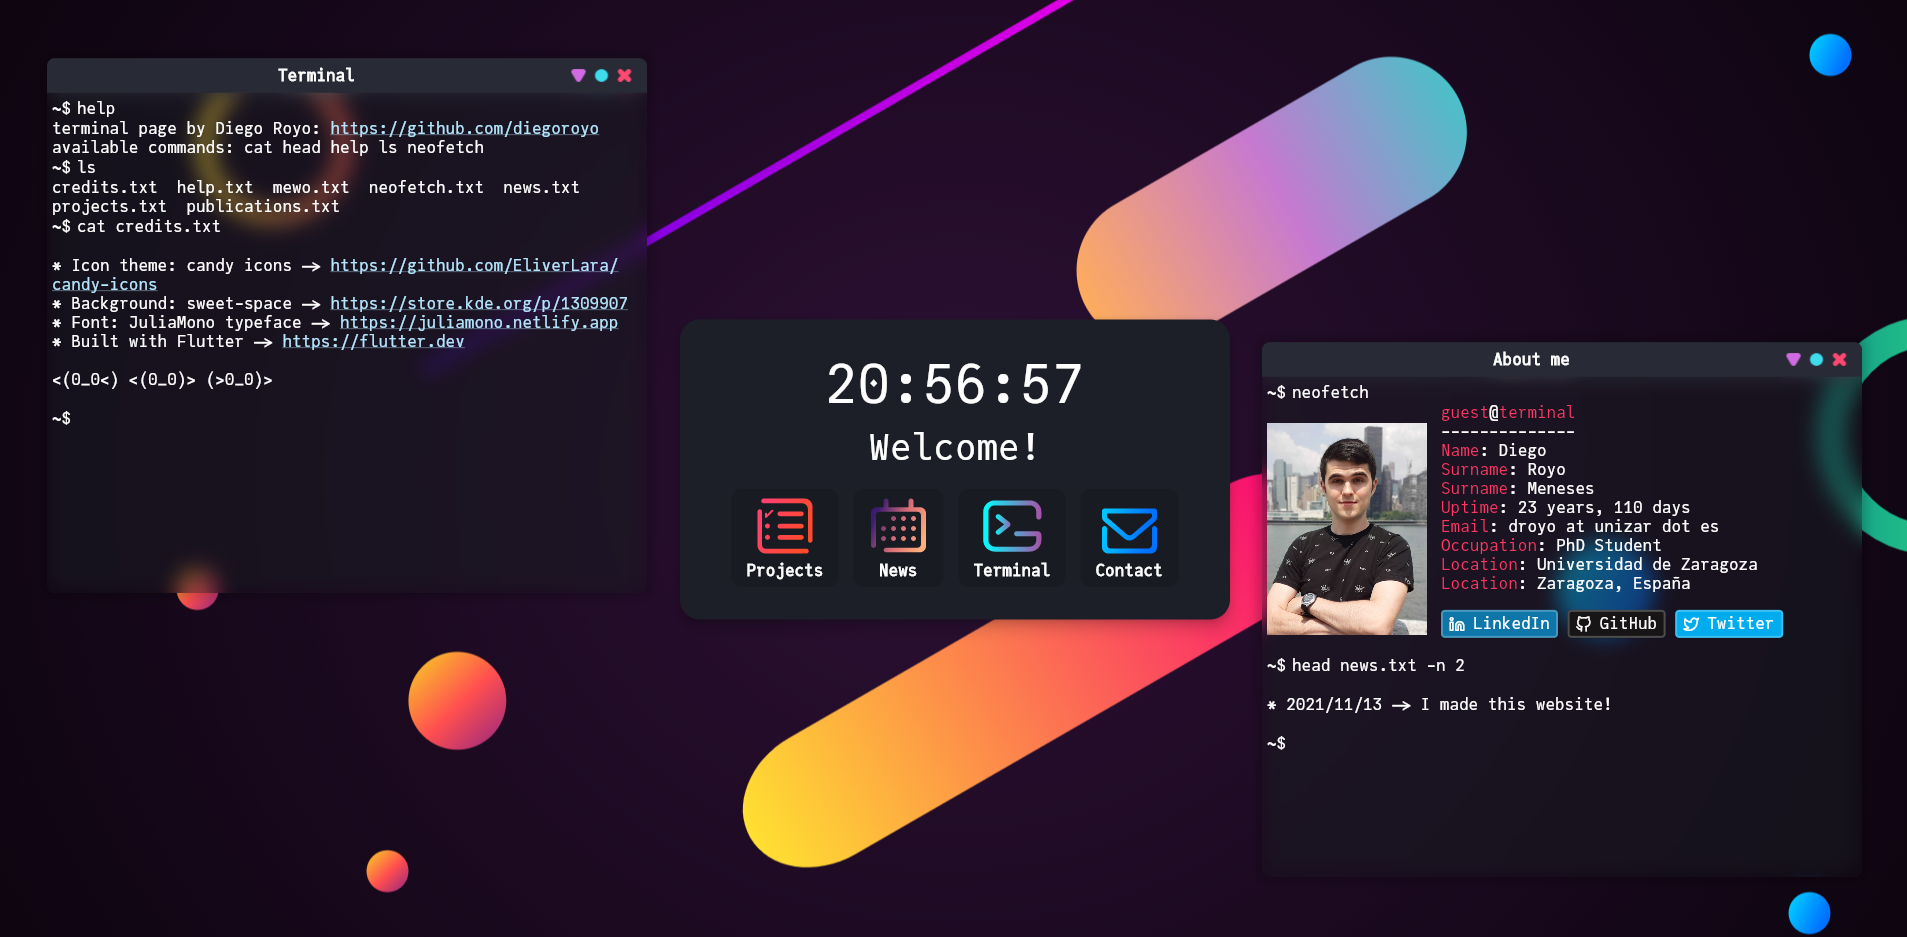 Terminal
~$ help
terminal page by Diego Royo: https://github.com/diegoroyo
available commands: cat head help ls neofetch
~$ ls
credits.txt  help.txt  mewo.txt  neofetch.txt  news.txt
projects.txt  publications.txt
~$ cat credits.txt
* Icon theme: candy icons -> https://github.com/EliverLara/
candy-icons
* Background: sweet-space -> https://store.kde.org/p/1309907
* Font: JuliaMono typeface -> https://juliamono.netlify.app
* Built with Flutter -> https://flutter.dev
<(0_0<) <(0_0)> (>0_0)>
~$
20:56:57
Welcome!
Projects
News
Terminal
Contact
About me
~$ neofetch
guest@terminal
--------------
Name: Diego
Surname: Royo
Surname: Meneses
Uptime: 23 years, 110 days
Email: droyo at unizar dot es
Occupation: PhD Student
Location: Universidad de Zaragoza
Location: Zaragoza, España
LinkedIn GitHub Twitter
~$ head news.txt -n 2
* 2021/11/13 -> I made this website!
~$